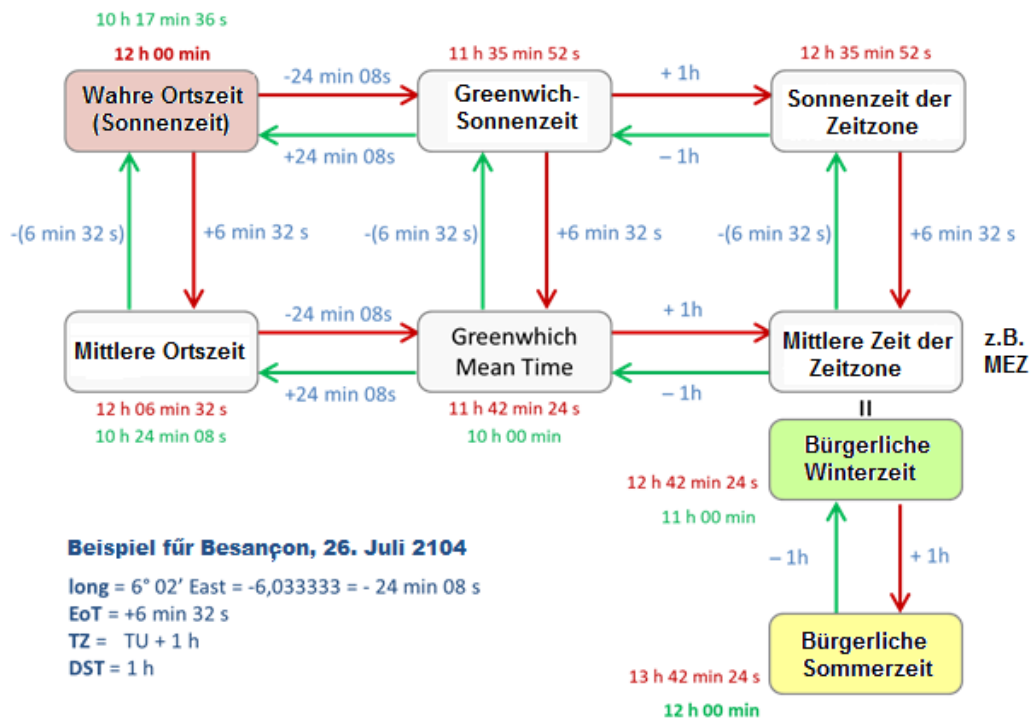 10 h 17 min 36 s
12 h 00 min
11 h 35 min 52 s
12 h 35 min 52 s
Wahre Ortszeit
(Sonnenzeit)
-24 min 08s
+24 min 08s
Greenwich-
Sonnenzeit
+ 1h
– 1h
Sonnenzeit der
Zeitzone
-(6 min 32 s)
+6 min 32 s
-(6 min 32 s)
+6 min 32 s
-(6 min 32 s)
+6 min 32 s
Mittlere Ortszeit
-24 min 08s
+24 min 08s
Greenwhich
Mean Time
+ 1h
– 1h
Mittlere Zeit der
Zeitzone
z.B.
MEZ
12 h 06 min 32 s
10 h 24 min 08 s
11 h 42 min 24 s
10 h 00 min
=
Bürgerliche
Winterzeit
12 h 42 min 24 s
11 h 00 min
– 1h
+ 1h
Bürgerliche
Sommerzeit
13 h 42 min 24 s
12 h 00 min
Beispiel für Besançon, 26. Juli 2104
long = 6° 02' East = -6,033333 = - 24 min 08 s
EoT = +6 min 32 s
TZ = TU + 1 h
DST = 1 h